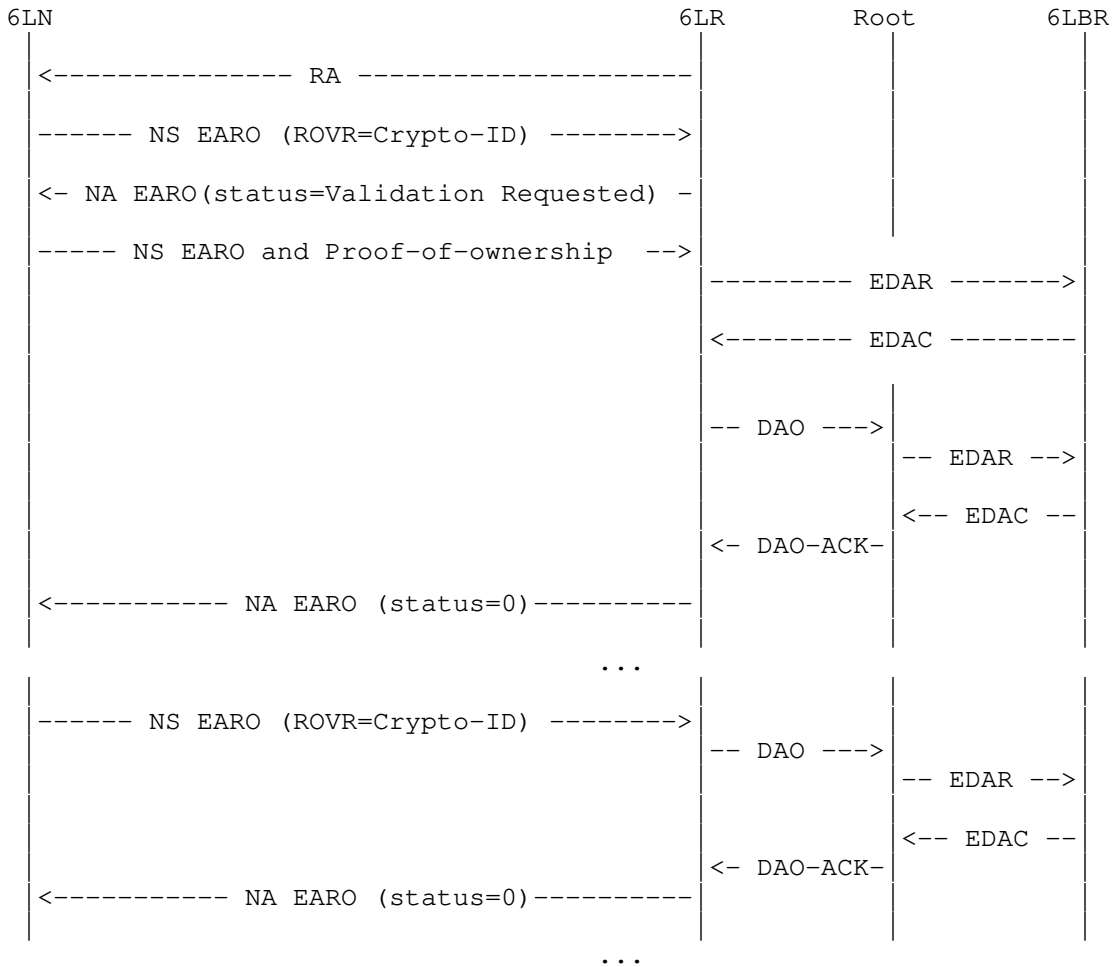 6LN 6LR Root 6LBR
<--------------- RA ---------------------
------ NS EARO (ROVR=Crypto-ID) -------->
<- NA EARO(status=Validation Requested) -
----- NS EARO and Proof-of-ownership -->
--------- EDAR ------->
<-------- EDAC --------
-- DAO --->
-- EDAR -->
<-- EDAC --
<- DAO-ACK-
<----------- NA EARO (status=0)----------
...
------ NS EARO (ROVR=Crypto-ID) -------->
-- DAO --->
-- EDAR -->
<-- EDAC --
<- DAO-ACK-
<----------- NA EARO (status=0)----------
...